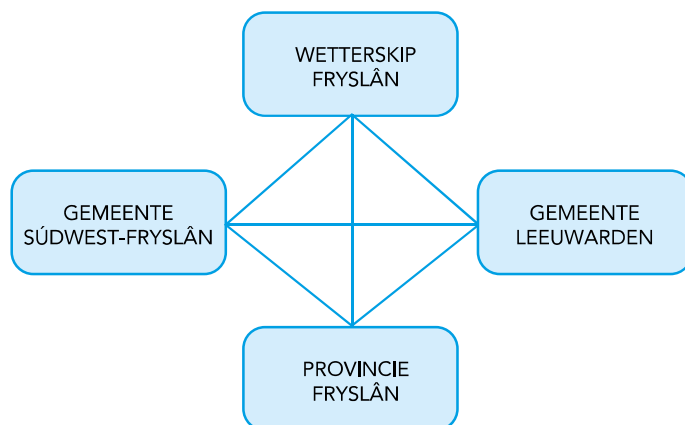 WETTERSKIP
FRYSLÂN
GEMEENTE
SÚDWEST-FRYSLÂN
GEMEENTE
LEEUWARDEN
PROVINCIE
FRYSLÂN